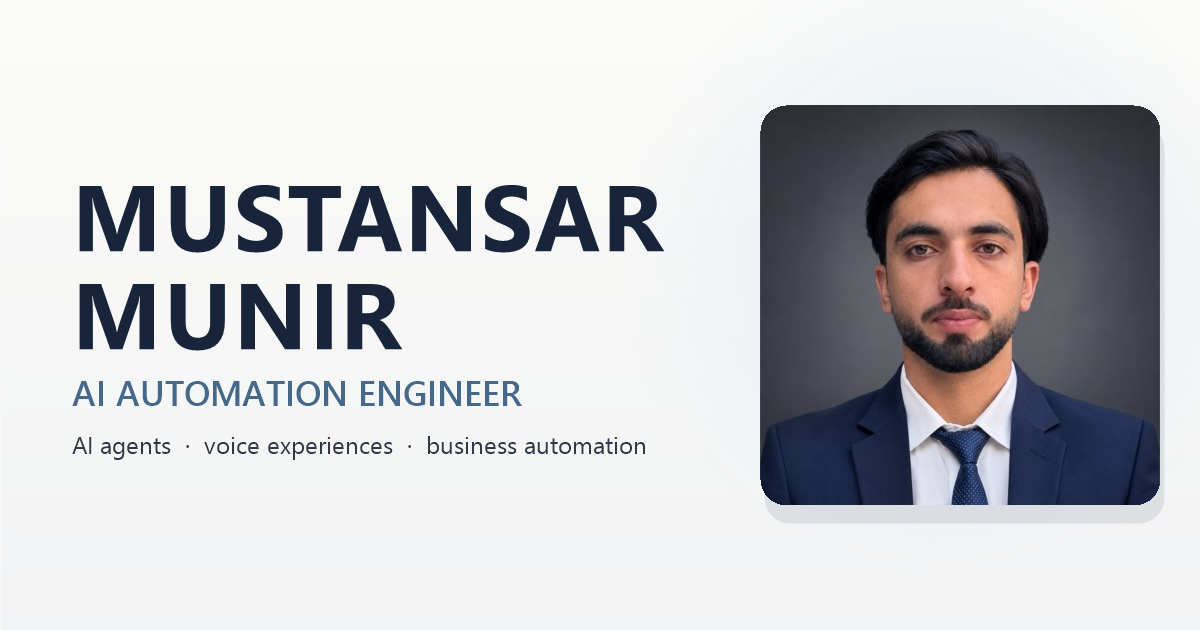 MUSTANSAR
MUNIR
AI AUTOMATION ENGINEER
AI agents · voice experiences · business automation